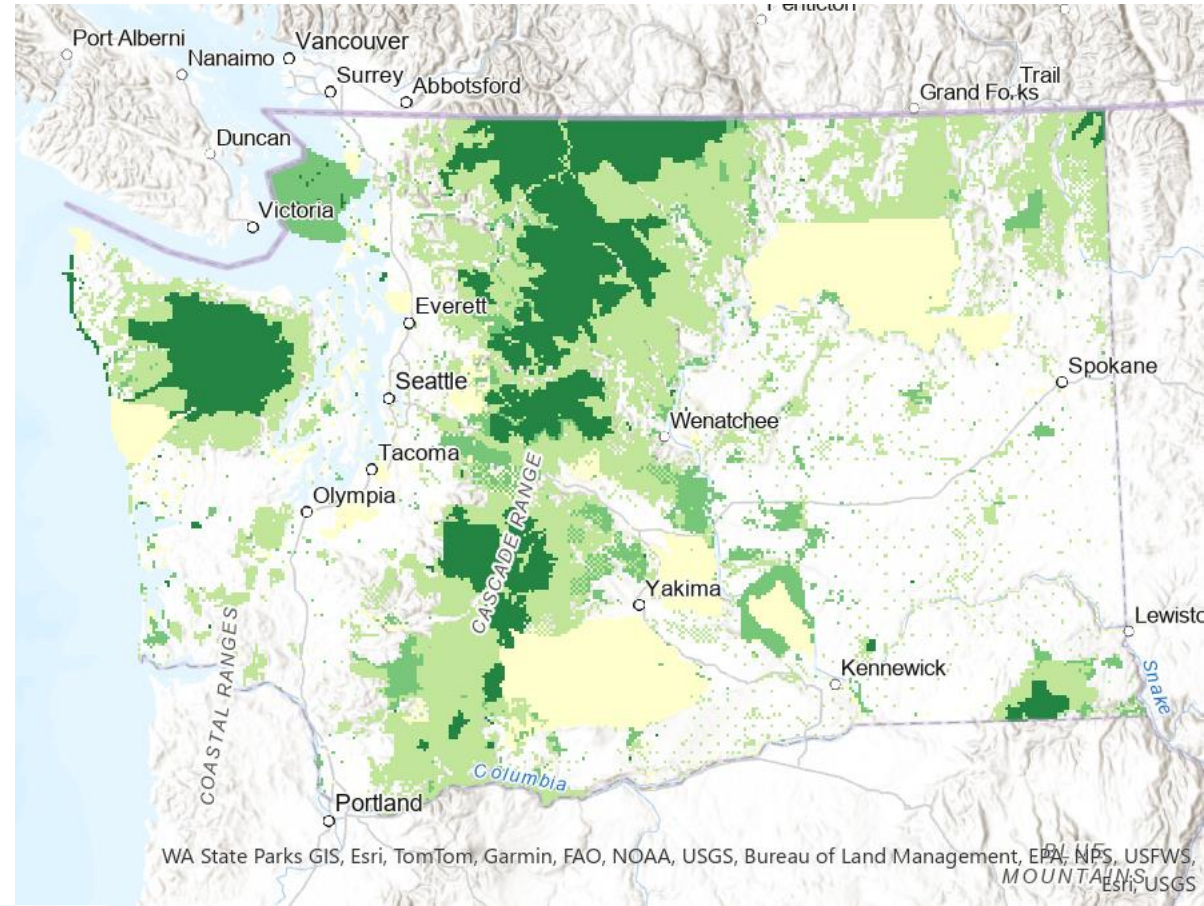 Penticton
Port Alberni
Nanaimo
Vancouver
Surrey
Abbotsford
Trail
Grand Forks
Duncan
Victoria
Everett
Seattle
Spokane
Wenatchee
Tacoma
Olympia
CASCADE RANGE
Yakima
COASTAL RANGES
Lewisto
Kennewick
Snake
Columbia
Portland
WA State Parks GIS, Esri, TomTom, Garmin, FAO, NOAA, USGS, Bureau of Land Management, EPA, NPS, USFWS,
BLUE
MOUNTAINS
Esri, USGS